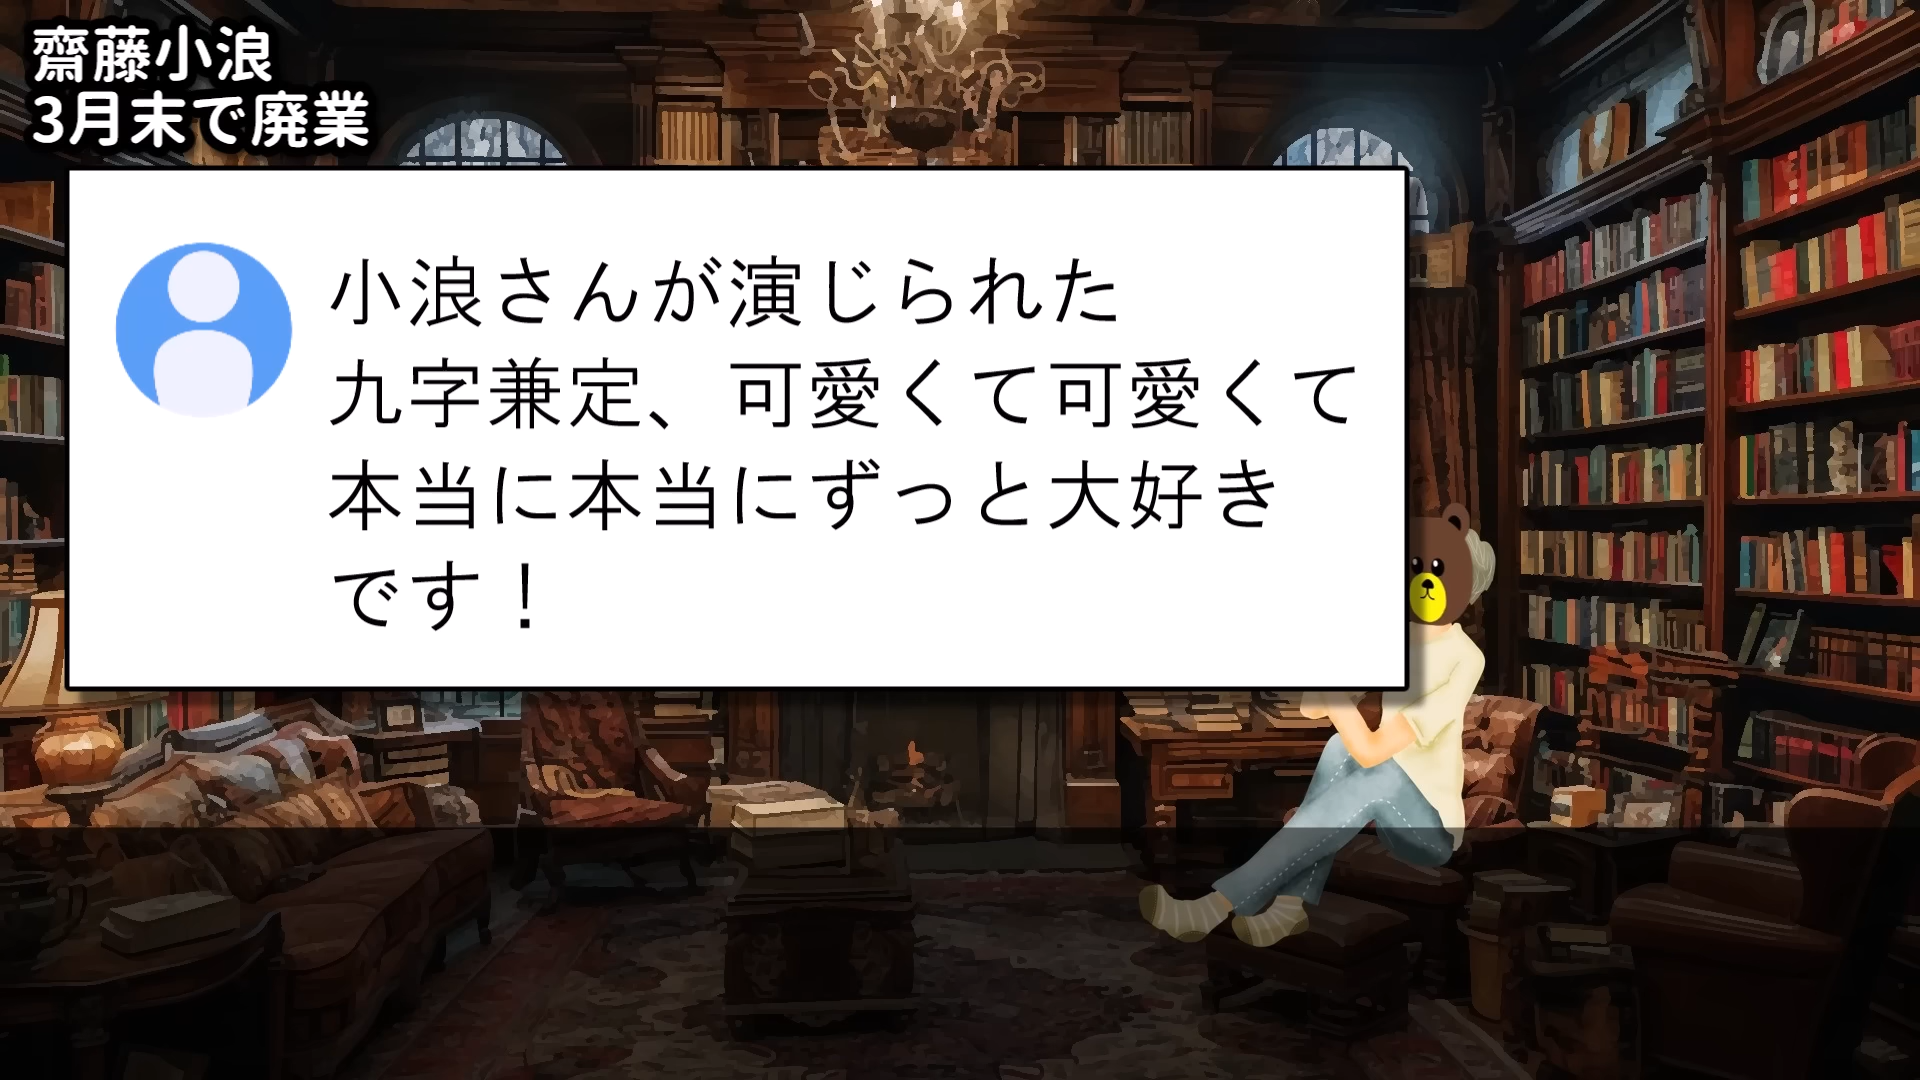 齋藤小浪
3月末で廃業
小浪さんが演じられた
九字兼定、可愛くて可愛くて
本当に本当にずっと大好き
です！